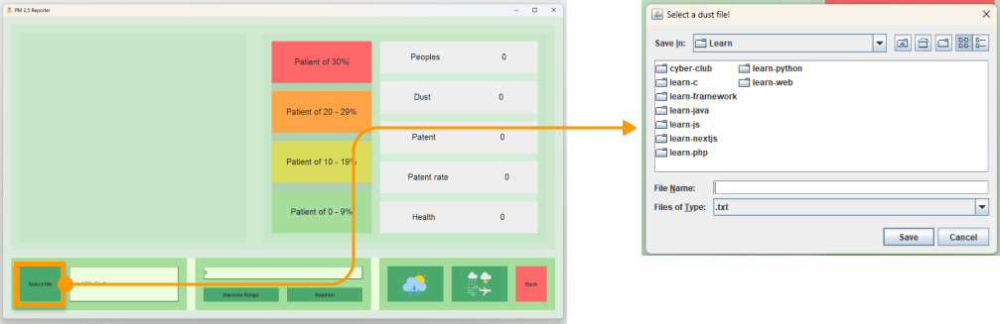 PM 2.5 Reporter
Patient of 30%
Patient of 20 - 29%
Patient of 10 - 19%
Patient of 0 - 9%
Peoples 0
Dust 0
Patent 0
Patent rate 0
Health 0
Select File
0
Random Range
Random
Back
Select a dust file!
Save In:
Learn
cyber-club
learn-c
learn-framework
learn-java
learn-js
learn-nextjs
learn-php
learn-python
learn-web
File Name:
Files of Type:
.txt
Save
Cancel